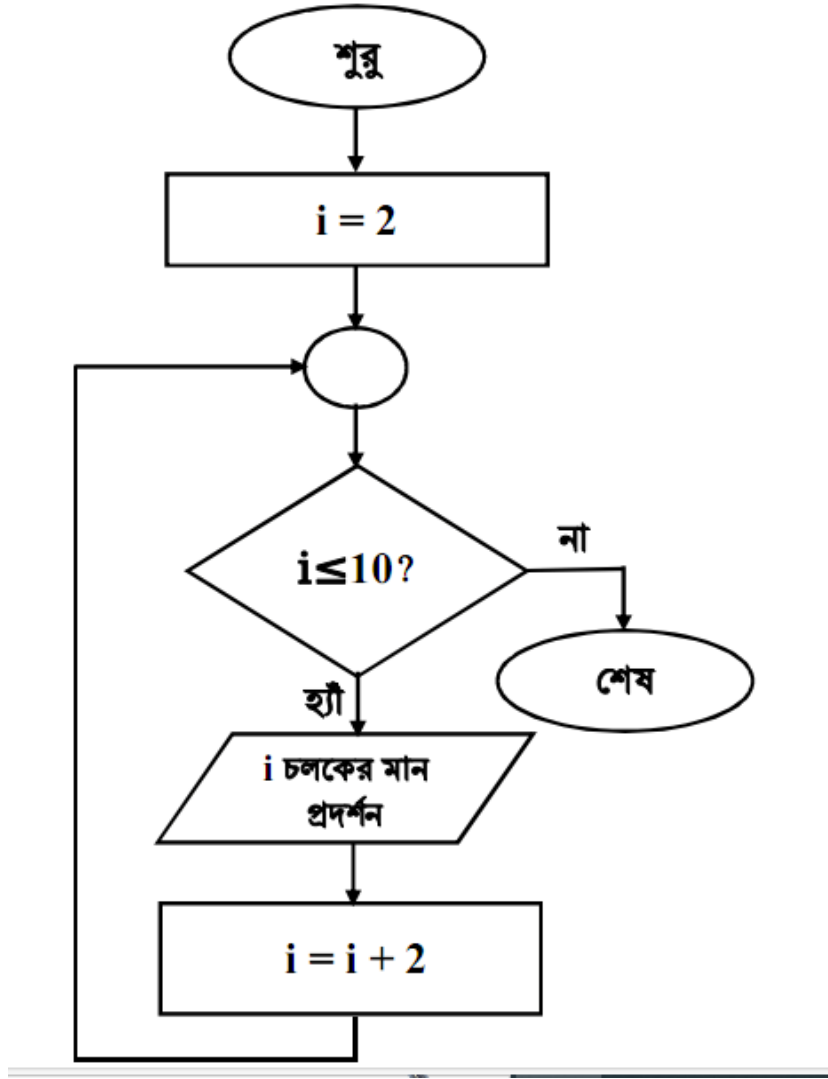 শুরু
i = 2
i≤10?
না
হ্যাঁ
শেষ
i চলকের মান
প্রদর্শন
i = i + 2